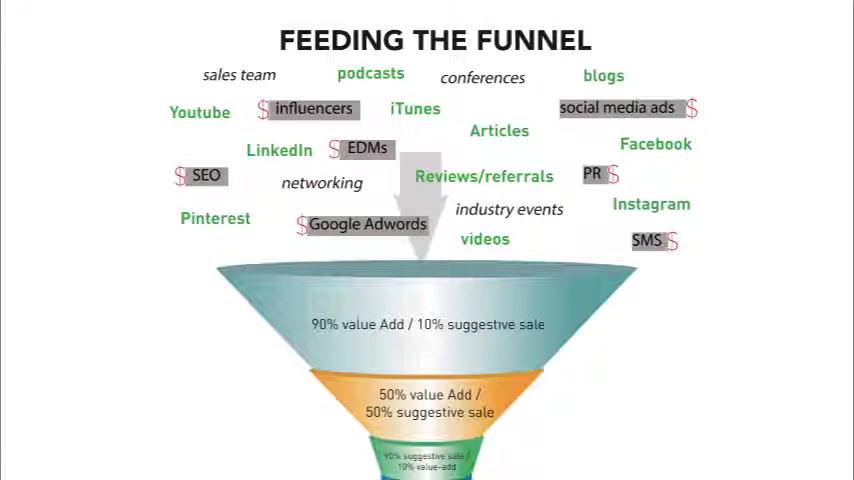 FEEDING THE FUNNEL
sales team podcasts conferences blogs
Youtube $ influencers iTunes social media ads $
Articles
LinkedIn $ EDMs Facebook
$ SEO networking Reviews/referrals PR $
Pinterest industry events Instagram
$ Google Adwords videos SMS $
90% value Add / 10% suggestive sale
50% value Add /
50% suggestive sale
90% suggestive sale /
10% value-add